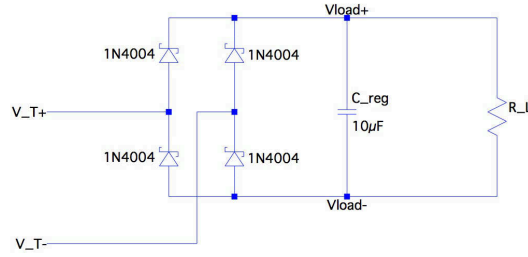 Vload+
1N4004
1N4004
C_reg
V_T+
R_L
10µF
1N4004
1N4004
Vload-
V_T-